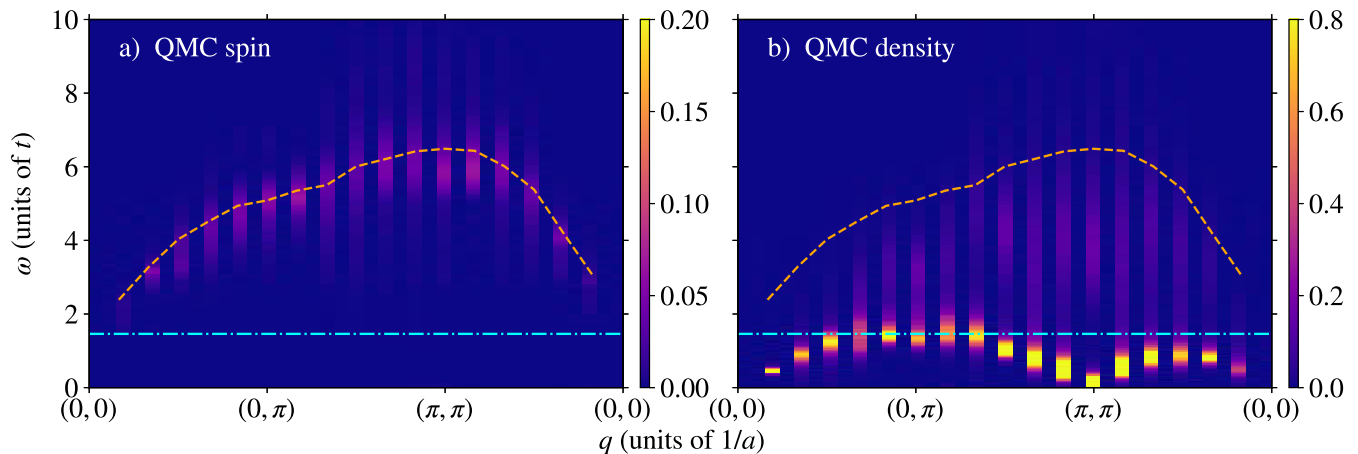 a) QMC spin
b) QMC density
ω (units of t)
10
8
6
4
2
0
(0, 0)
(0, π)
(π, π)
(0, 0)
0.20
0.15
0.10
0.05
0.00
(0, 0)
(0, π)
(π, π)
(0, 0)
0.8
0.6
0.4
0.2
0.0
q (units of 1/a)